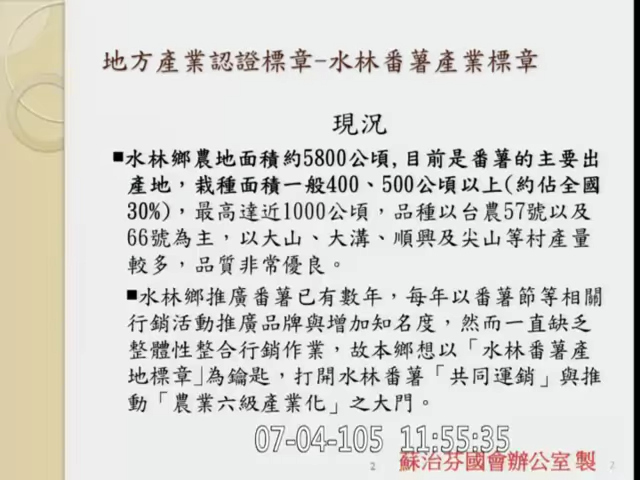 地方產業認證標章-水林番薯產業標章
現況
■水林鄉農地面積約5800公頃,目前是番薯的主要出
產地，栽種面積一般400、500公頃以上(約佔全國
30%)，最高達近1000公頃，品種以台農57號以及
66號為主，以大山、大溝、順興及尖山等村產量
較多，品質非常優良。
■水林鄉推廣番薯已有數年，每年以番薯節等相關
行銷活動推廣品牌與增加知名度，然而一直缺乏
整體性整合行銷作業，故本鄉想以「水林番薯產
地標章」為鑰匙，打開水林番薯「共同運銷」與推
動「農業六級產業化」之大門。
07-04-105 11:55:35
2 蘇治芬國會辦公室 製